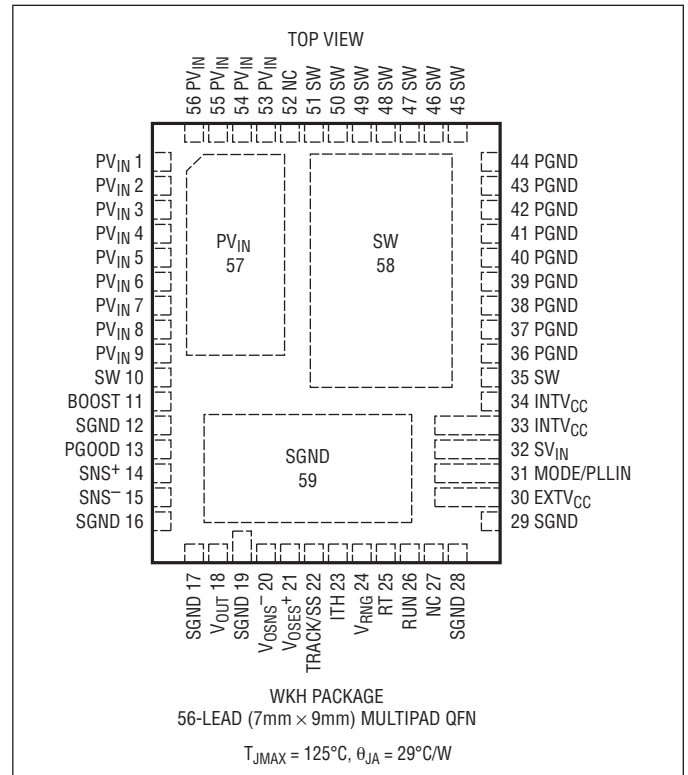 TOP VIEW
56 PVIN
55 PVIN
54 PVIN
53 PVIN
52 NC
51 SW
50 SW
49 SW
48 SW
47 SW
46 SW
45 SW
PVIN 1
PVIN 2
PVIN 3
PVIN 4
PVIN 5
PVIN 6
PVIN 7
PVIN 8
PVIN 9
SW 10
BOOST 11
SGND 12
PGOOD 13
SNS+ 14
SNS– 15
SGND 16
PVIN
57
SW
58
SGND
59
44 PGND
43 PGND
42 PGND
41 PGND
40 PGND
39 PGND
38 PGND
37 PGND
36 PGND
35 SW
34 INTVCC
33 INTVCC
32 SVIN
31 MODE/PLLIN
30 EXTVCC
29 SGND
SGND 17
VOUT 18
SGND 19
VOSNS– 20
VOSES+ 21
TRACK/SS 22
ITH 23
VRNG 24
RT 25
RUN 26
NC 27
SGND 28
WKH PACKAGE
56-LEAD (7mm × 9mm) MULTIPAD QFN
TJMAX = 125°C, θJA = 29°C/W